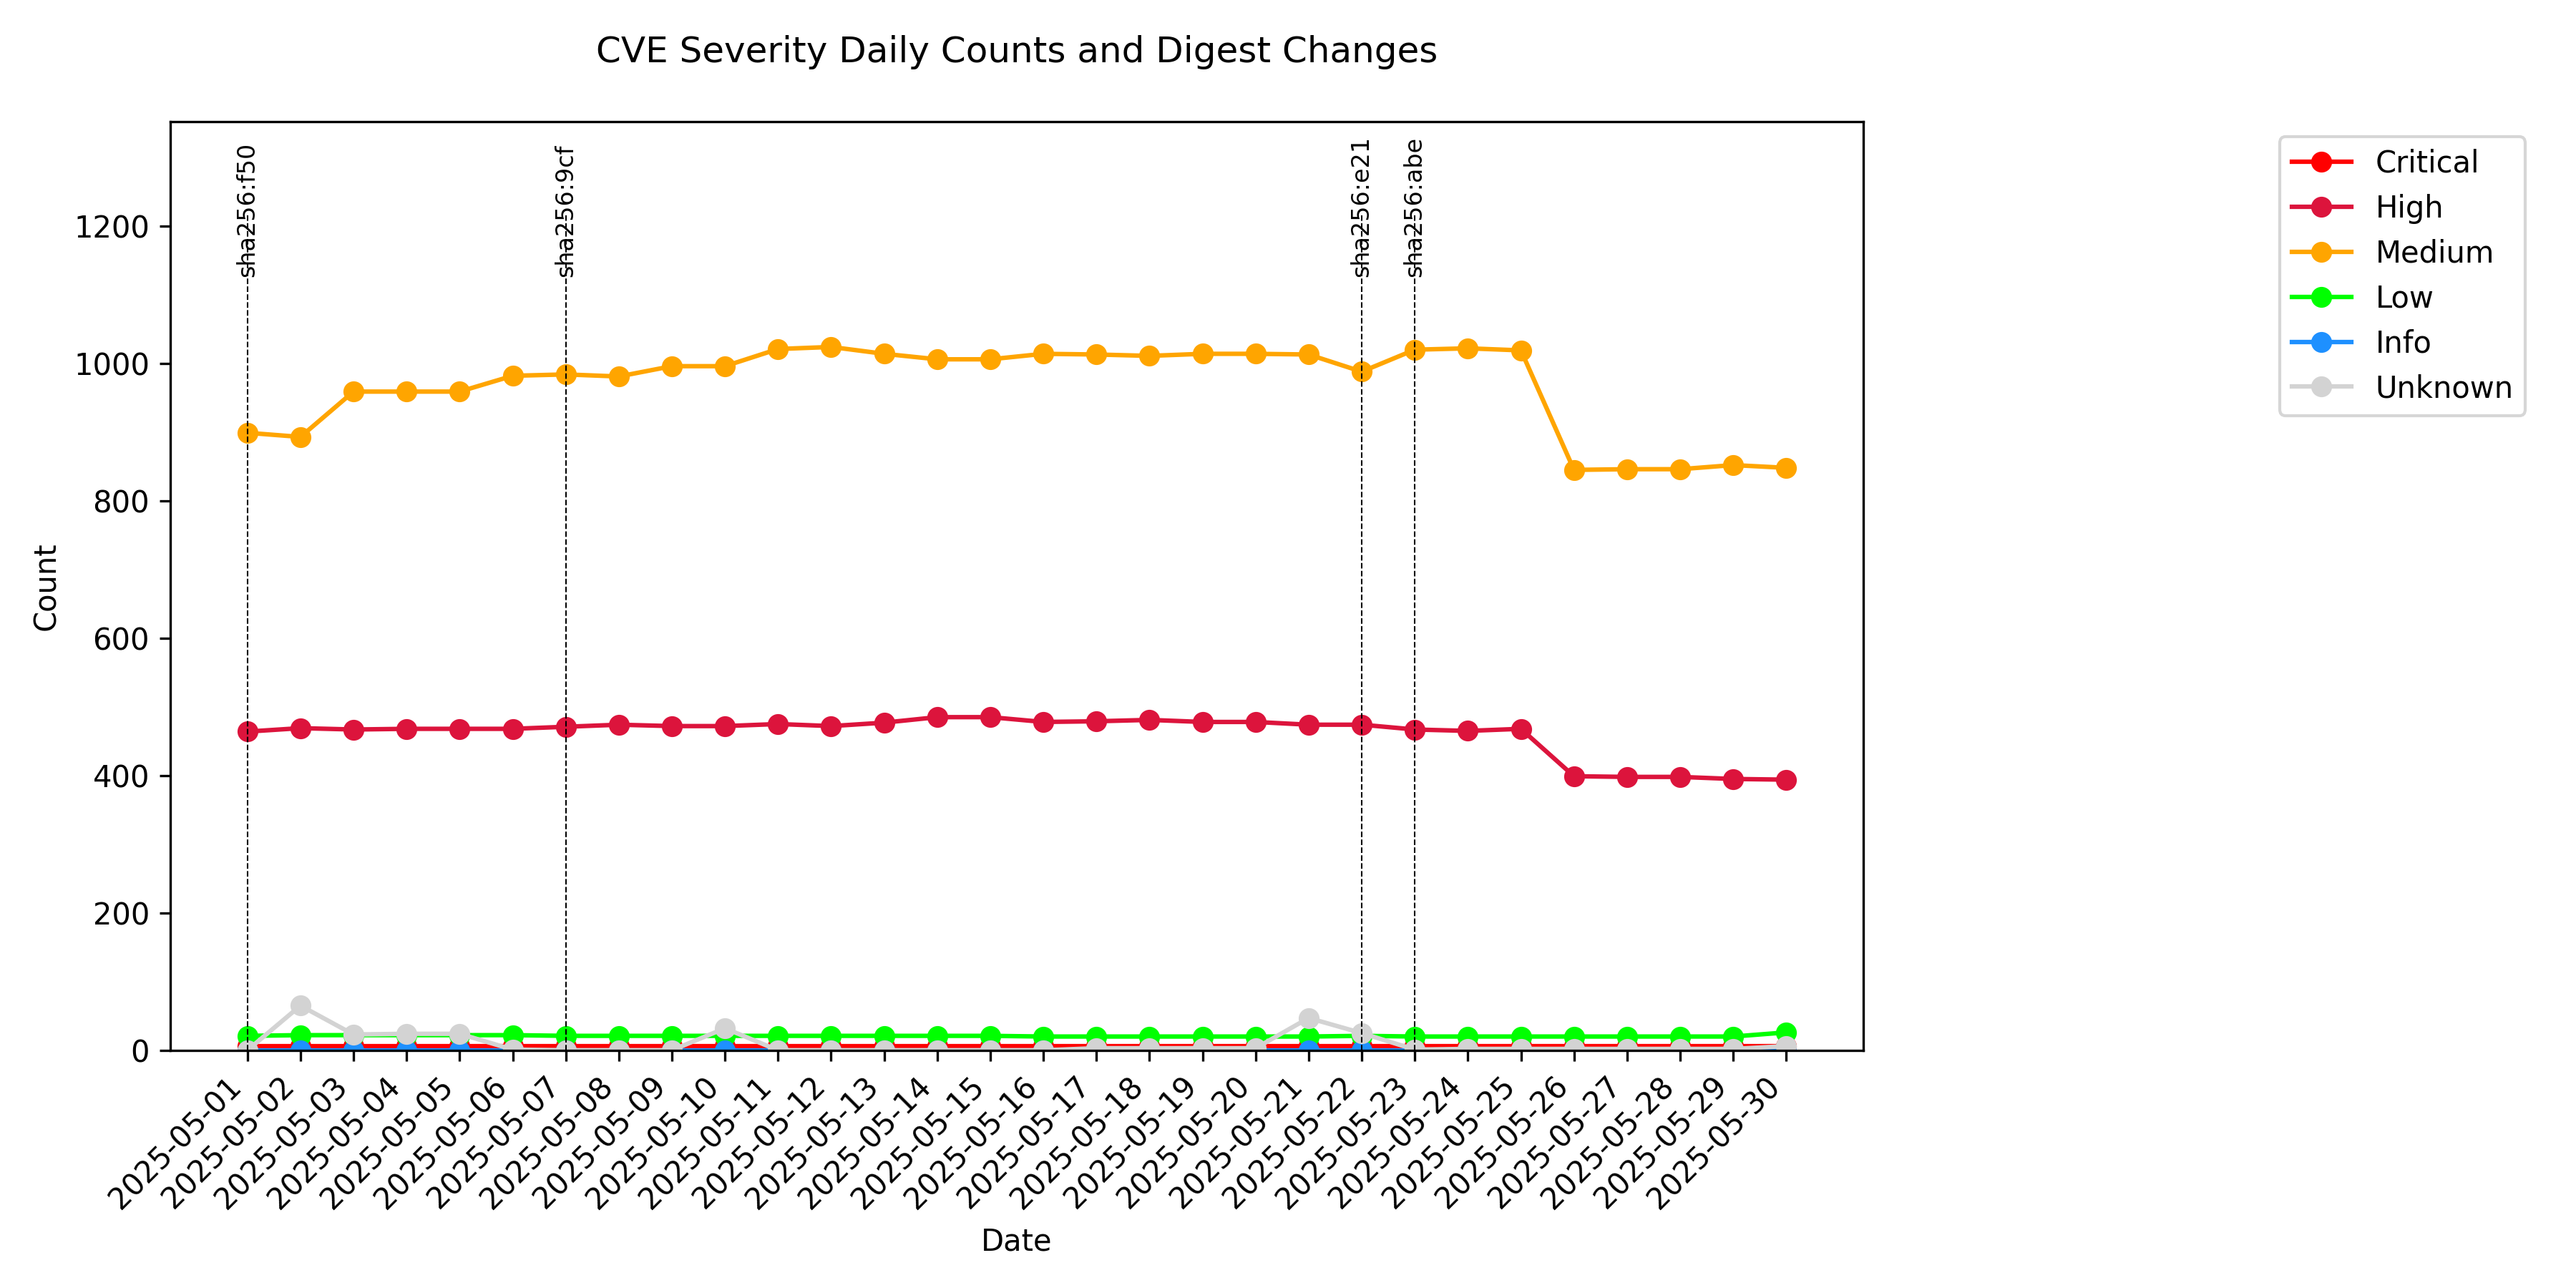 CVE Severity Daily Counts and Digest Changes
sha256:f50
sha256:9cf
sha256:e21
sha256:abe
Critical
High
Medium
Low
Info
Unknown
1200
1000
800
600
400
200
0
Count
2025-05-01
2025-05-02
2025-05-03
2025-05-04
2025-05-05
2025-05-06
2025-05-07
2025-05-08
2025-05-09
2025-05-10
2025-05-11
2025-05-12
2025-05-13
2025-05-14
2025-05-15
2025-05-16
2025-05-17
2025-05-18
2025-05-19
2025-05-20
2025-05-21
2025-05-22
2025-05-23
2025-05-24
2025-05-25
2025-05-26
2025-05-27
2025-05-28
2025-05-29
2025-05-30
Date